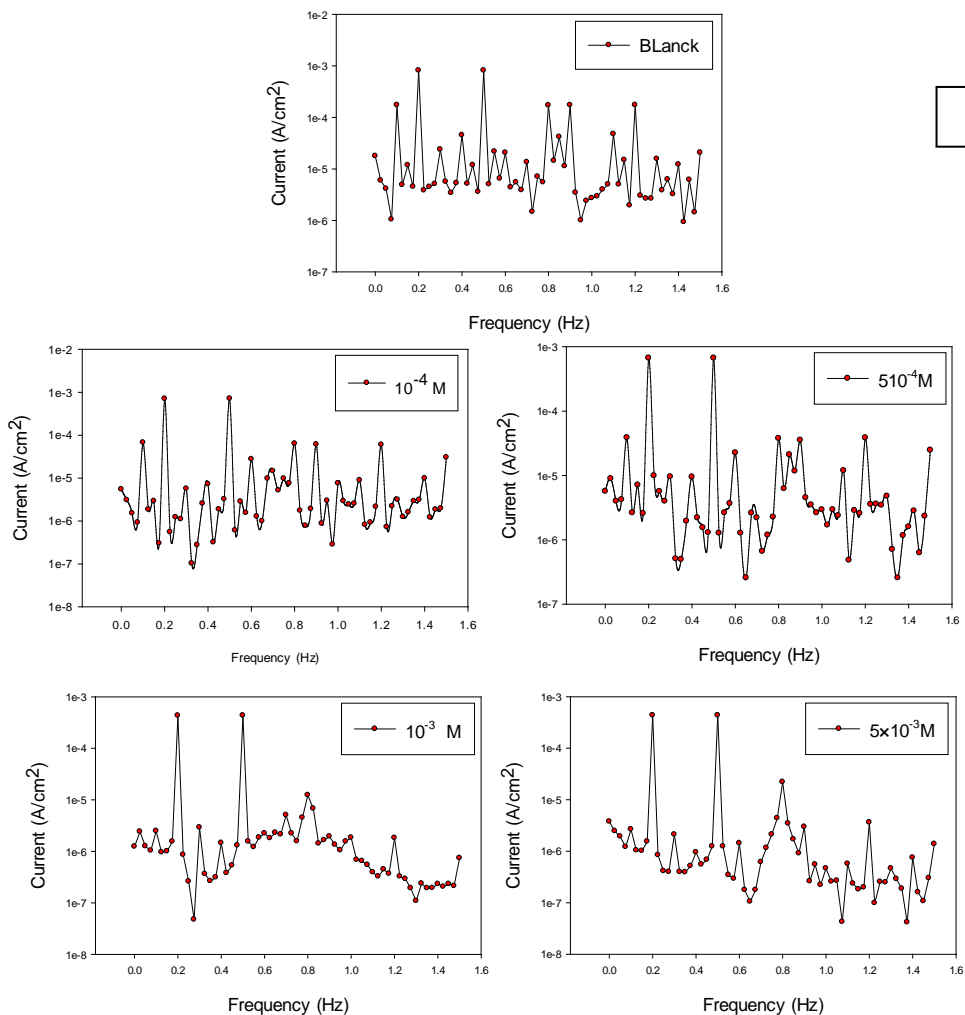 1e-2
BLanck
1e-3
1e-4
Current (A/cm2)
1e-5
1e-6
1e-7
0.0 0.2 0.4 0.6 0.8 1.0 1.2 1.4 1.6
Frequency (Hz)
1e-2
10-4 M
1e-3
1e-4
Current (A/cm2)
1e-5
1e-6
1e-7
1e-8
0.0 0.2 0.4 0.6 0.8 1.0 1.2 1.4 1.6
Frequency (Hz)
1e-3
510-4M
1e-4
Current (A/cm2)
1e-5
1e-6
1e-7
0.0 0.2 0.4 0.6 0.8 1.0 1.2 1.4 1.6
Frequency (Hz)
1e-3
10-3 M
1e-4
1e-5
Current (A/cm2)
1e-6
1e-7
1e-8
0.0 0.2 0.4 0.6 0.8 1.0 1.2 1.4 1.6
Frequency (Hz)
1e-3
5×10-3M
1e-4
1e-5
Current (A/cm2)
1e-6
1e-7
1e-8
0.0 0.2 0.4 0.6 0.8 1.0 1.2 1.4 1.6
Frequency (Hz)